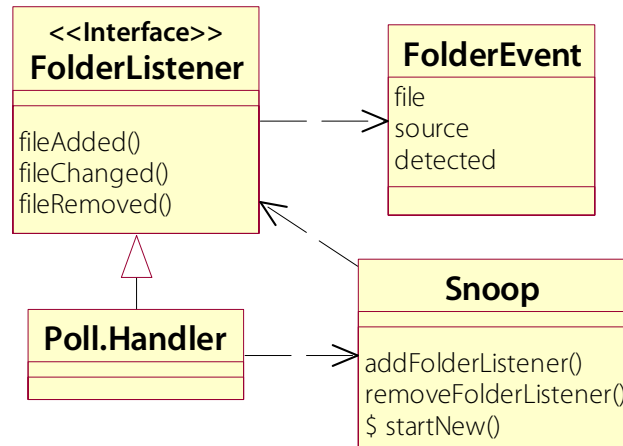 <<Interface>>
FolderListener
fileAdded()
fileChanged()
fileRemoved()
FolderEvent
file
source
detected
Poll.Handler
Snoop
addFolderListener()
removeFolderListener()
$ startNew()